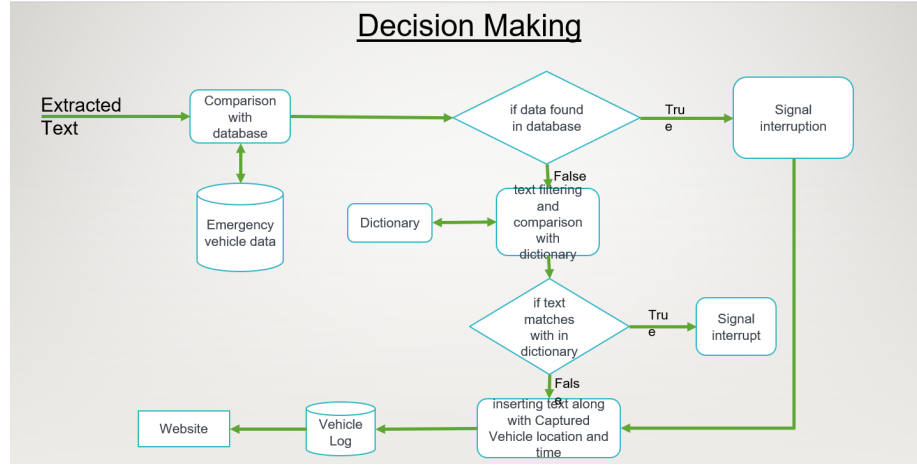 Decision Making
Extracted
Text
Comparison
with
database
if data found
in database
Tru
e
Signal
interruption
False
Emergency
vehicle data
Dictionary
text filtering
and
comparison
with
dictionary
if text
matches
with in
dictionary
Tru
e
Signal
interrupt
Fals
e
inserting text along
with Captured
Vehicle location and
time
Vehicle
Log
Website